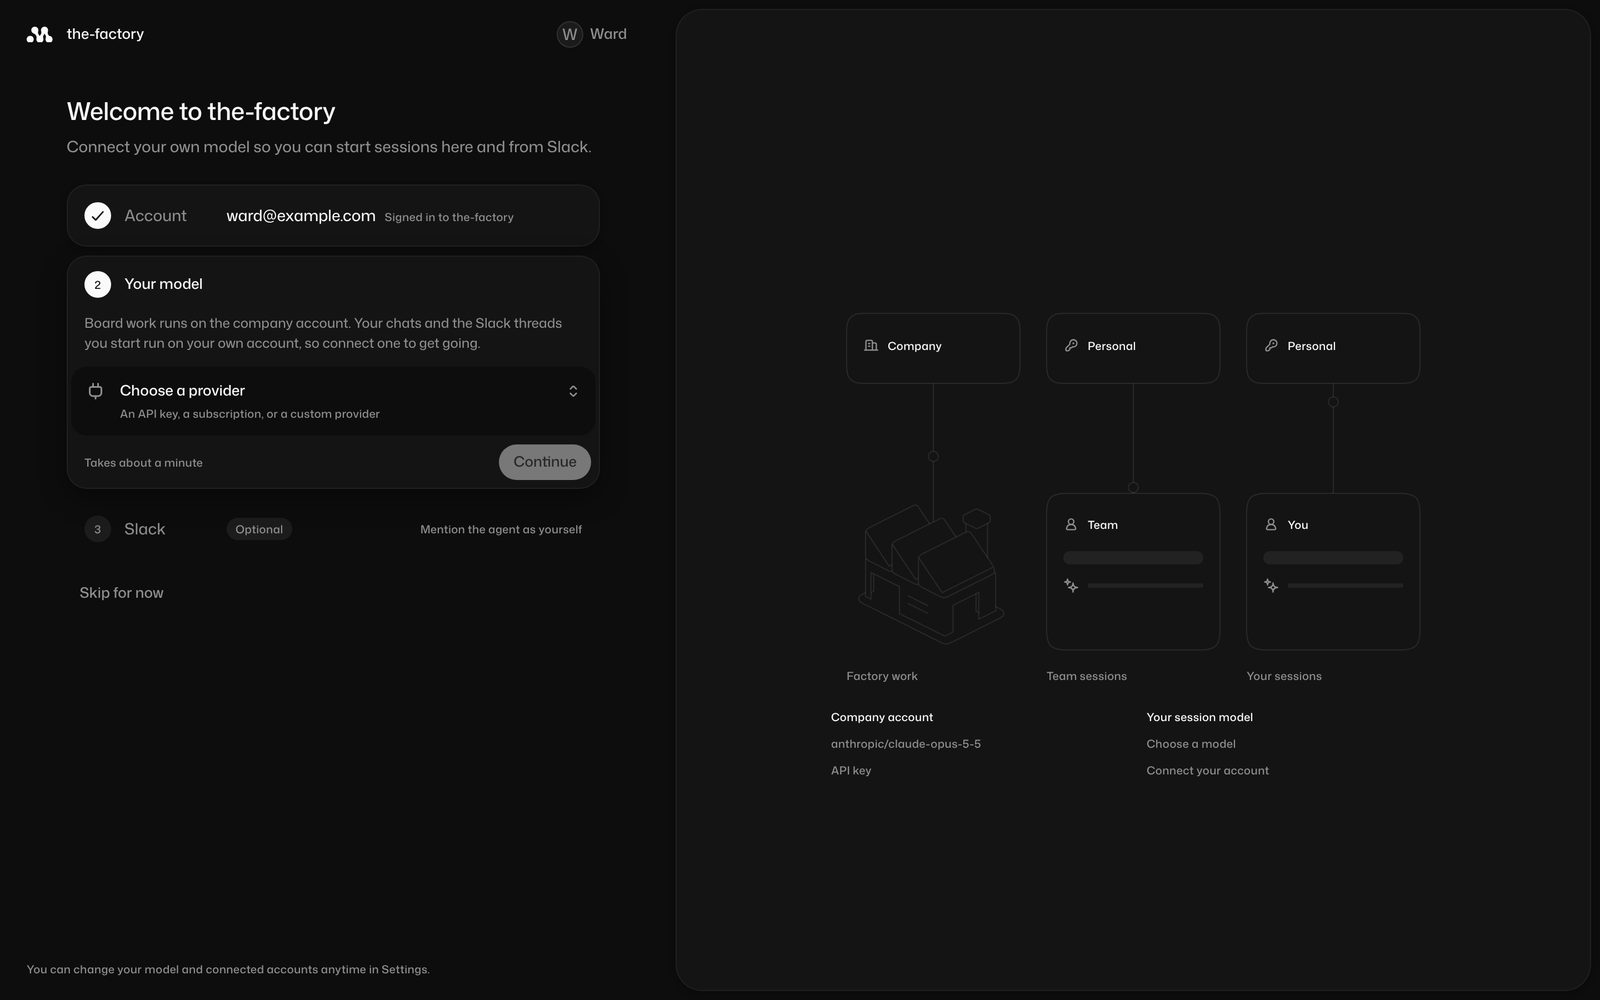 the-factory
W Ward
Welcome to the-factory
Connect your own model so you can start sessions here and from Slack.
Account ward@example.com Signed in to the-factory
2 Your model
Board work runs on the company account. Your chats and the Slack threads
you start run on your own account, so connect one to get going.
Choose a provider
An API key, a subscription, or a custom provider
Takes about a minute Continue
3 Slack Optional Mention the agent as yourself
Skip for now
You can change your model and connected accounts anytime in Settings.
Company Personal Personal
Team You
Factory work Team sessions Your sessions
Company account Your session model
anthropic/claude-opus-5-5 Choose a model
API key Connect your account